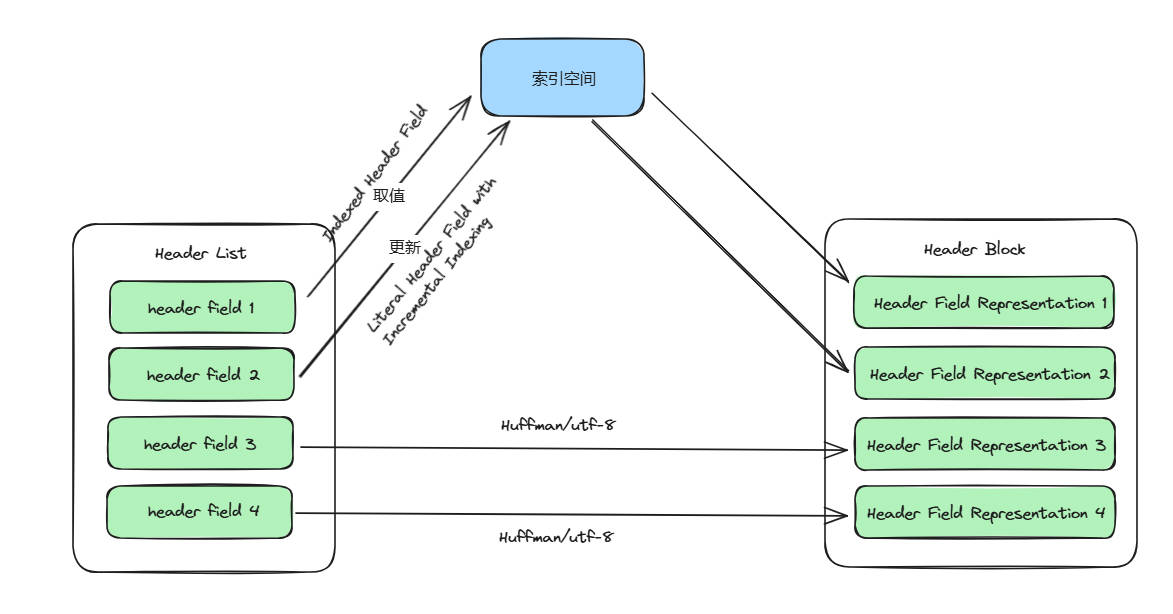 索引空间
Indexed Header Field
取值
更新
Literal Header Field with
Incremental Indexing
Header List
header field 1
header field 2
header field 3
header field 4
Huffman/utf-8
Huffman/utf-8
Header Block
Header Field Representation 1
Header Field Representation 2
Header Field Representation 3
Header Field Representation 4